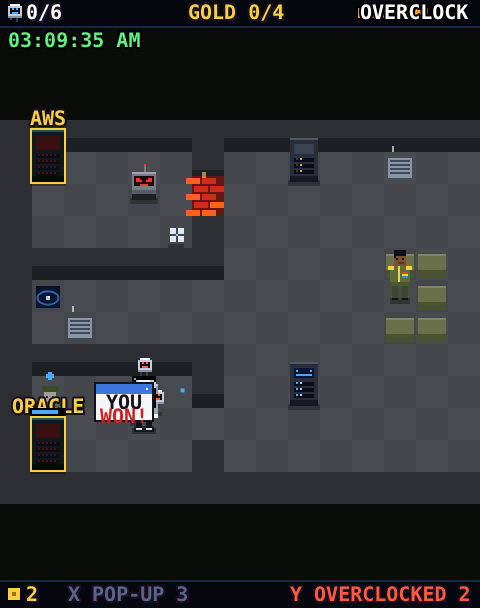 0/6 GOLD 0/4 OVERCLOCK
03:09:35 AM
AWS
ORACLE
YOU
WON!
2 X POP-UP 3 Y OVERCLOCKED 2